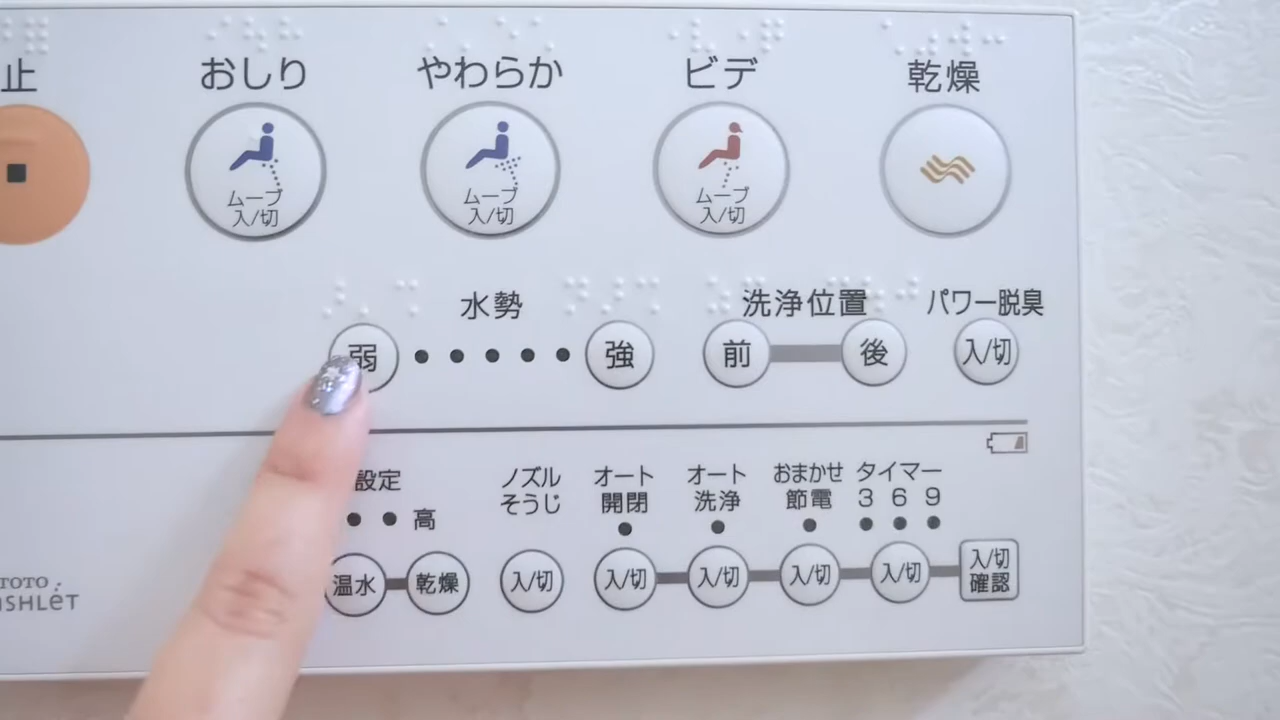 止
おしり
やわらか
ビデ
乾燥
ムーブ
入/切
ムーブ
入/切
ムーブ
入/切
水勢
洗浄位置
パワー脱臭
弱
強
前
後
入/切
設定
高
ノズル
そうじ
オート
開閉
オート
洗浄
おまかせ
節電
タイマー
3 6 9
温水
乾燥
入/切
入/切
入/切
入/切
入/切
入/切
確認
TOTO